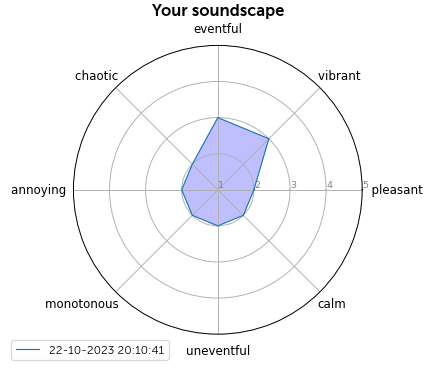 Your soundscape
eventful
chaotic
vibrant
annoying
1
2
3
4
5
pleasant
monotonous
calm
22-10-2023 20:10:41
uneventful